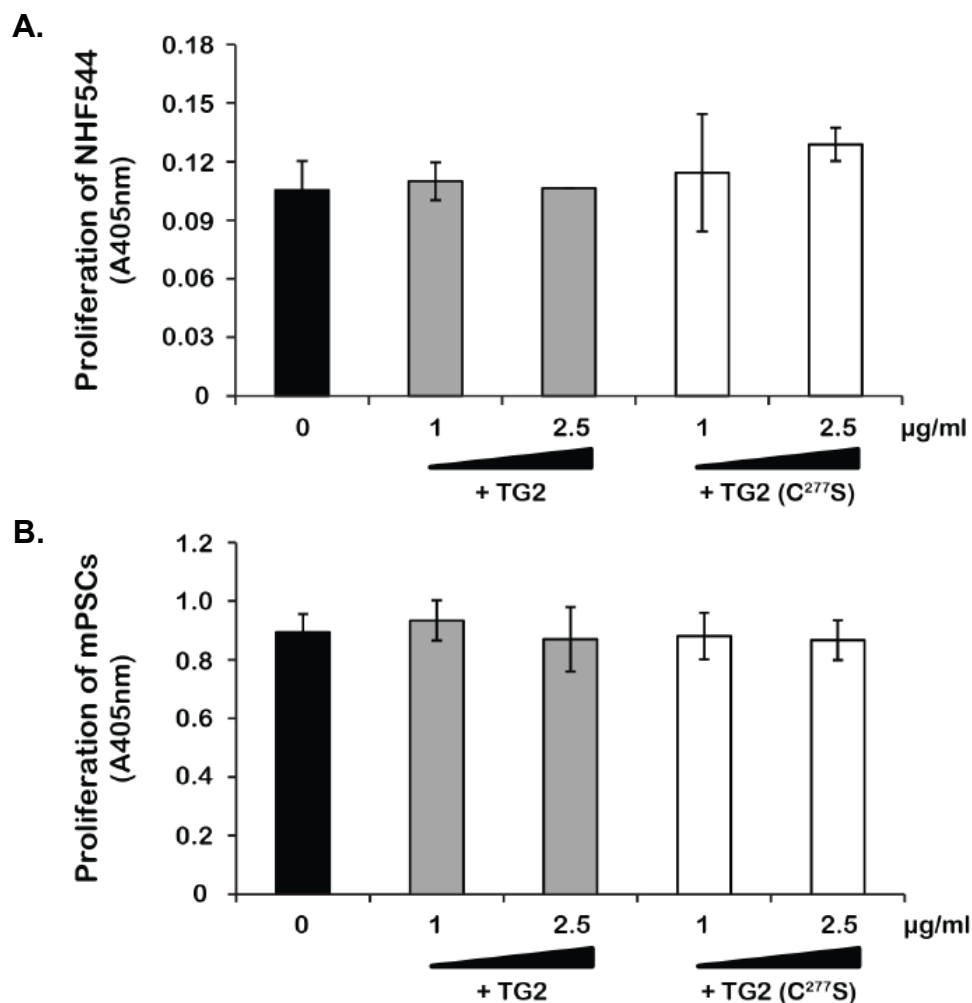 A.
Proliferation of NHF544
(A405nm)
0.18
0.15
0.12
0.09
0.06
0.03
0
0 1 2.5 1 2.5 µg/ml
+ TG2 + TG2 (C²⁷⁷S)
B.
Proliferation of mPSCs
(A405nm)
1.2
1.0
0.8
0.6
0.4
0.2
0
0 1 2.5 1 2.5 µg/ml
+ TG2 + TG2 (C²⁷⁷S)